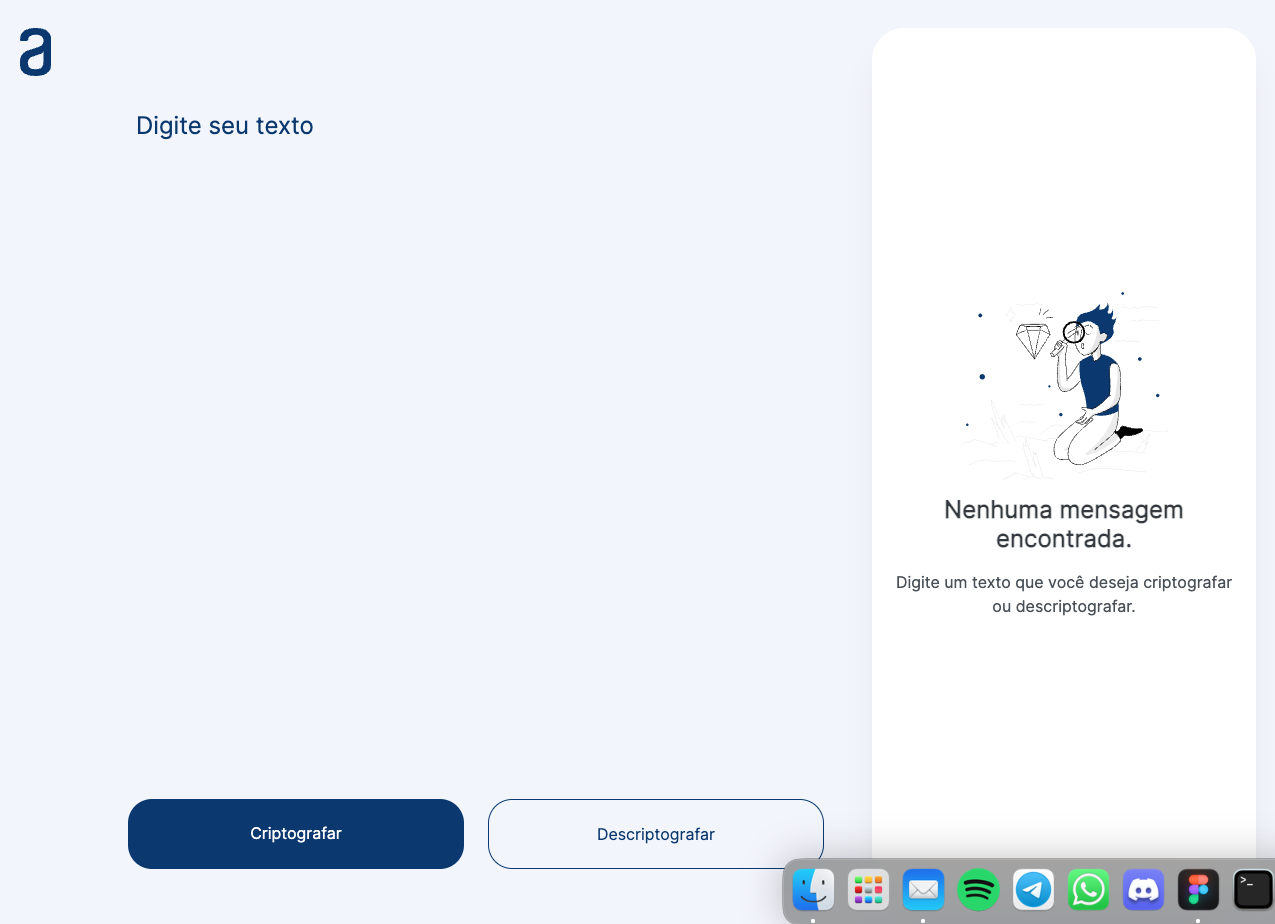 a
Digite seu texto
Nenhuma mensagem
encontrada.
Digite um texto que você deseja criptografar
ou descriptografar.
Criptografar
Descriptografar
>_